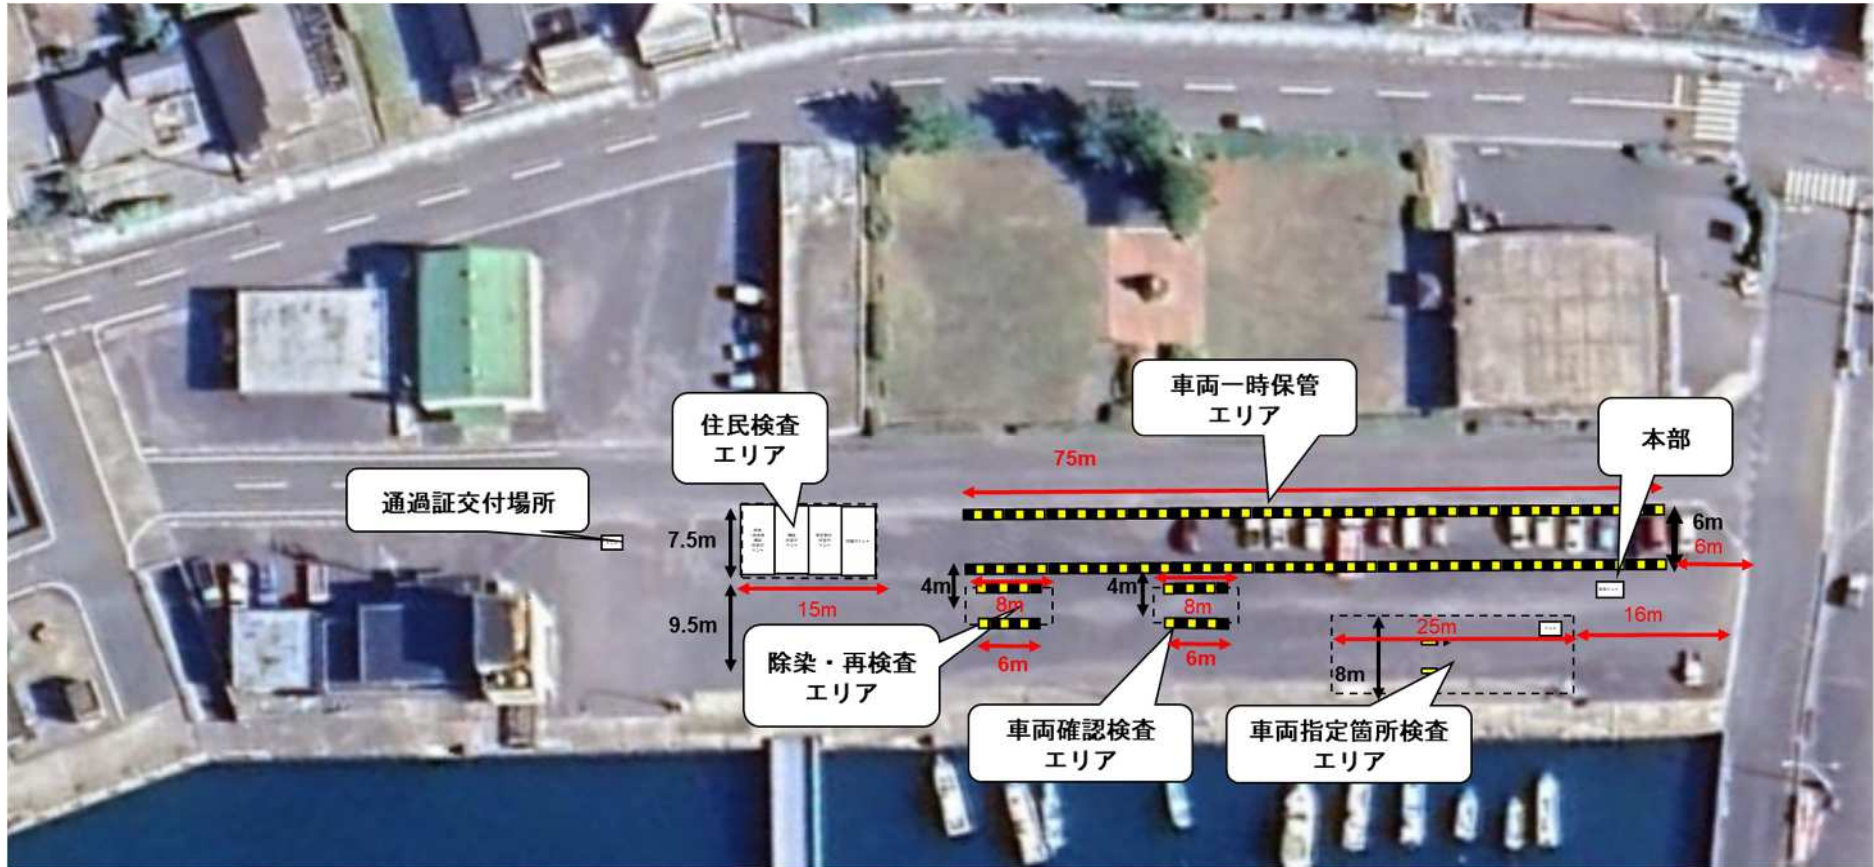 車両一時保管
エリア
住民検査
エリア
本部
75m
通過証交付場所
7.5m
6m
6m
4m
8m
4m
8m
15m
9.5m
16m
25m
6m
6m
8m
除染・再検査
エリア
車両確認検査
エリア
車両指定箇所検査
エリア